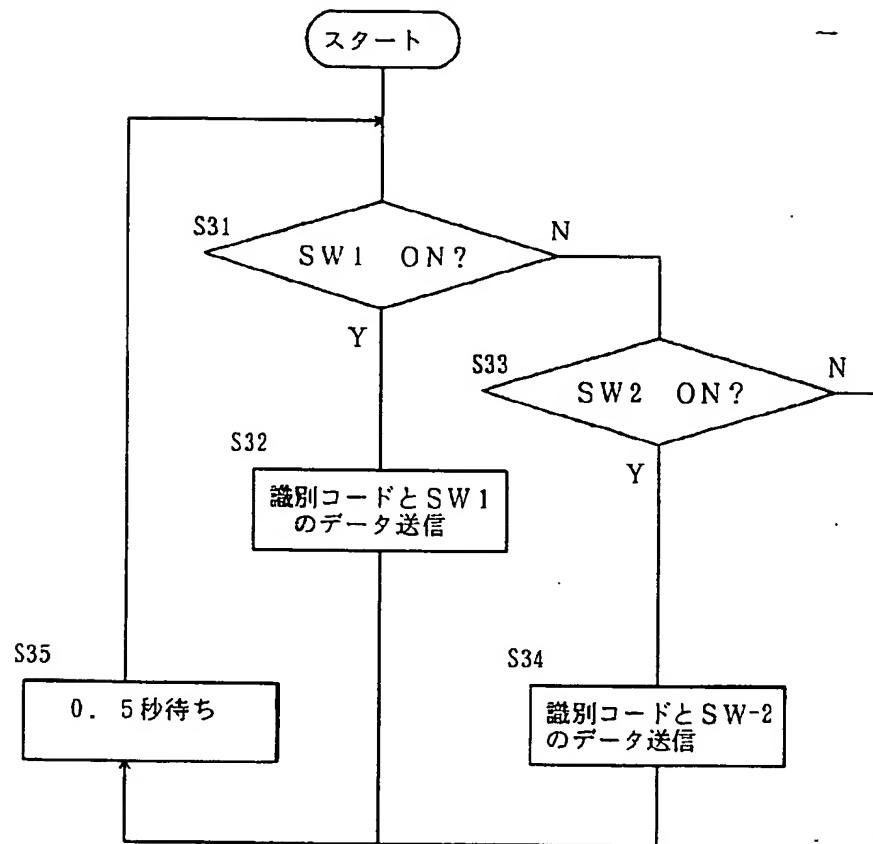 スタート
S31
SW1 ON?
N
Y
S33
SW2 ON?
N
Y
S32
識別コードとSW1
のデータ送信
S35
0.5秒待ち
S34
識別コードとSW-2
のデータ送信